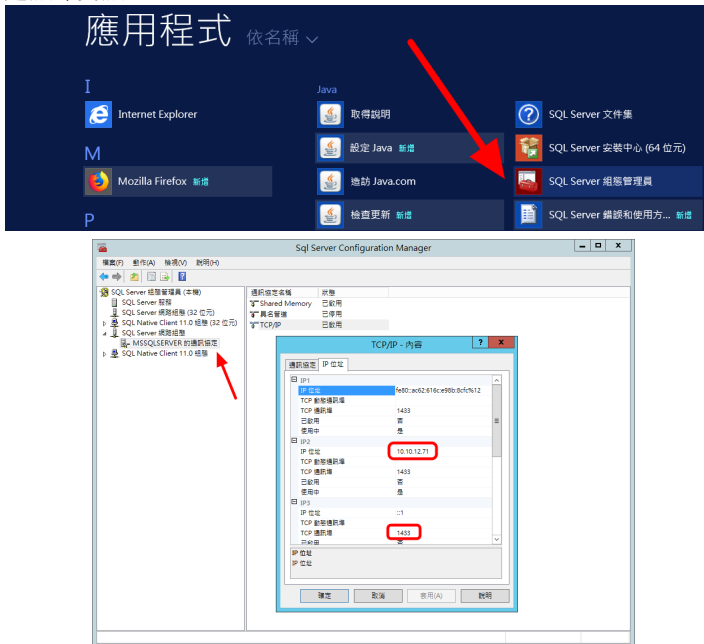 應用程式 依名稱
I
Java
Internet Explorer
取得說明
SQL Server 文件集
M
設定 Java 新增
SQL Server 安裝中心 (64 位元)
Mozilla Firefox 新增
造訪 Java.com
SQL Server 組態管理員
P
檢查更新 新增
SQL Server 錯誤和使用方... 新增
Sql Server Configuration Manager
檔案(F) 動作(A) 檢視(V) 說明(H)
SQL Server 組態管理員 (本機)
SQL Server 服務
SQL Server 網路組態 (32 位元)
SQL Native Client 11.0 組態 (32 位元)
SQL Server 網路組態
MSSQLSERVER 的通訊協定
SQL Native Client 11.0 組態
通訊協定名稱 狀態
Shared Memory 已啟用
具名管道 已停用
TCP/IP 已啟用
TCP/IP - 內容
通訊協定 IP 位址
IP1
IP 位址 fe80::ac62:616c:e98b:8cfc%12
TCP 動態通訊埠
TCP 通訊埠 1433
已啟用 否
使用中 是
IP2
IP 位址 10.10.12.71
TCP 動態通訊埠
TCP 通訊埠 1433
已啟用 否
使用中 是
IP3
IP 位址 ::1
TCP 動態通訊埠
TCP 通訊埠 1433
已啟用 否
IP 位址
IP 位址
確定 取消 套用(A) 說明